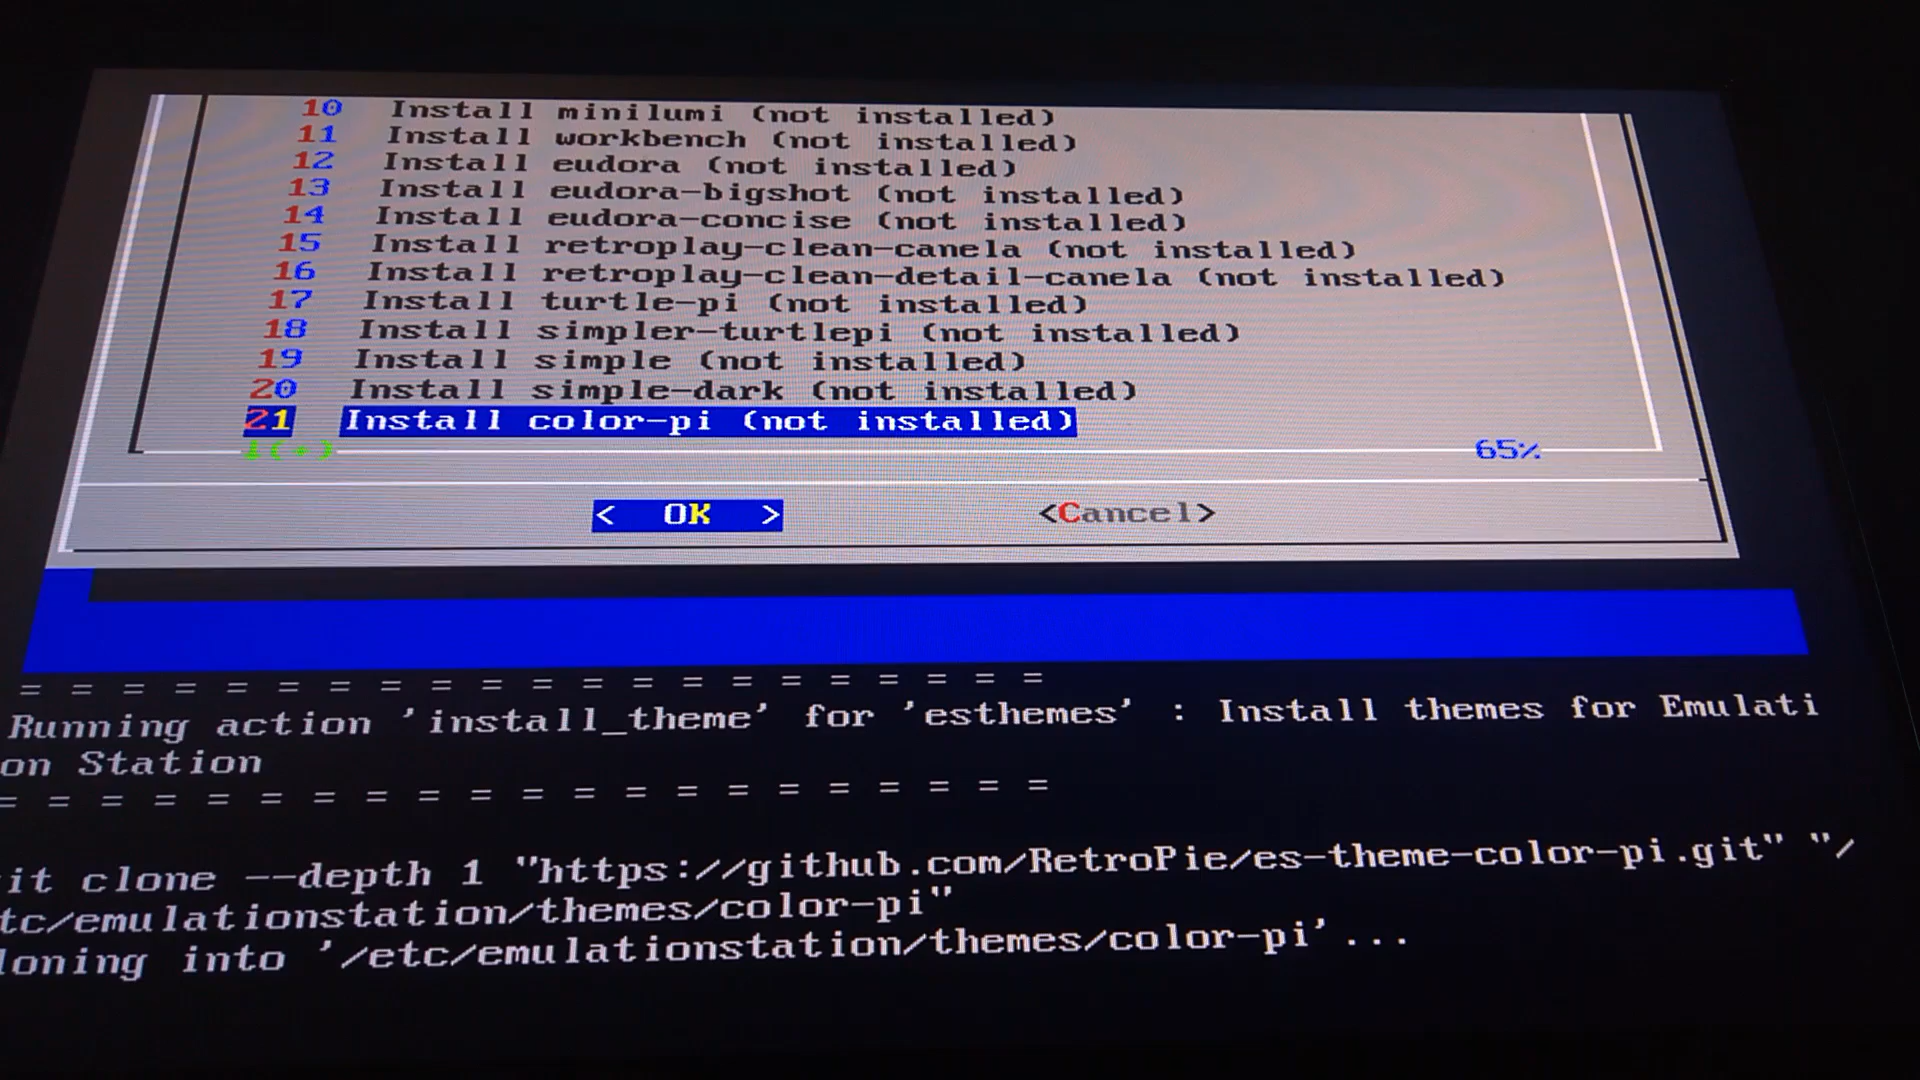 10 Install minilumi (not installed)
11 Install workbench (not installed)
12 Install eudora (not installed)
13 Install eudora-bigshot (not installed)
14 Install eudora-concise (not installed)
15 Install retroplay-clean-canela (not installed)
16 Install retroplay-clean-detail-canela (not installed)
17 Install turtle-pi (not installed)
18 Install simpler-turtlepi (not installed)
19 Install simple (not installed)
20 Install simple-dark (not installed)
21 Install color-pi (not installed)
↓(+) 65%
< OK > <Cancel>
= = = = = = = = = = = = = = = = = = = = =
Running action 'install_theme' for 'esthemes' : Install themes for Emulati
on Station
= = = = = = = = = = = = = = = = = = = = =
it clone --depth 1 "https://github.com/RetroPie/es-theme-color-pi.git" "/
tc/emulationstation/themes/color-pi"
loning into '/etc/emulationstation/themes/color-pi'...